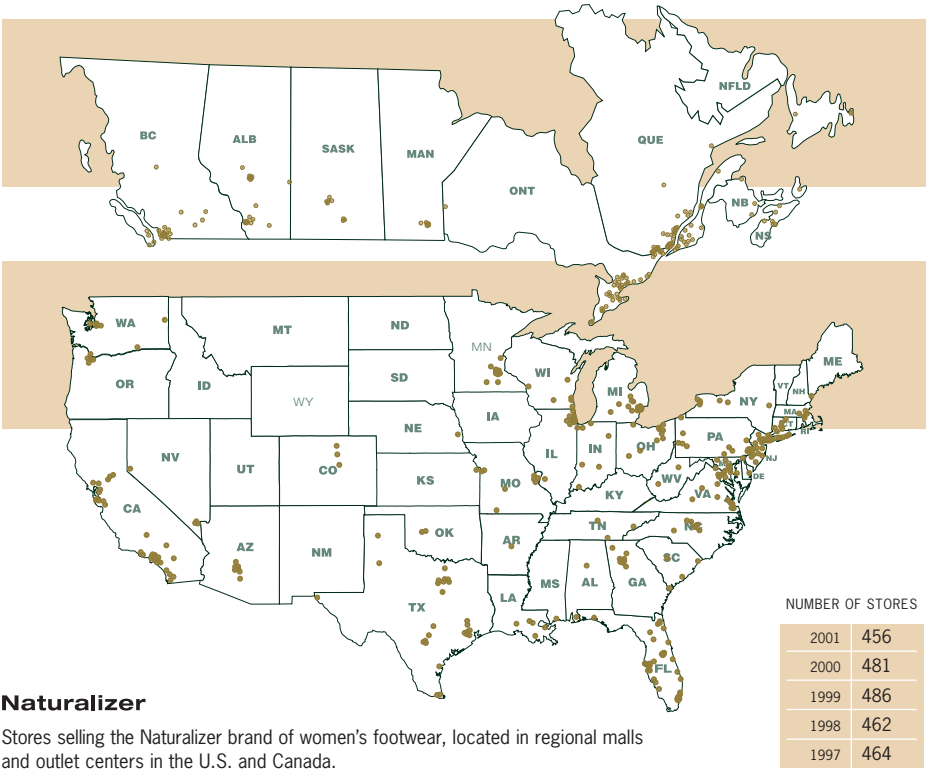 NFLD
BC
ALB
SASK
MAN
ONT
QUE
NB
NS
WA
MT
ND
MN
OR
ID
WY
SD
WI
MI
NY
VT
NH
ME
MA
CT
RI
NV
UT
CO
NE
IA
IL
IN
OH
PA
NJ
CA
KS
MO
KY
WV
VA
DE
AZ
NM
OK
AR
TN
NC
SC
TX
LA
MS
AL
GA
FL
NUMBER OF STORES
2001 456
2000 481
1999 486
1998 462
1997 464
Naturalizer
Stores selling the Naturalizer brand of women's footwear, located in regional malls
and outlet centers in the U.S. and Canada.